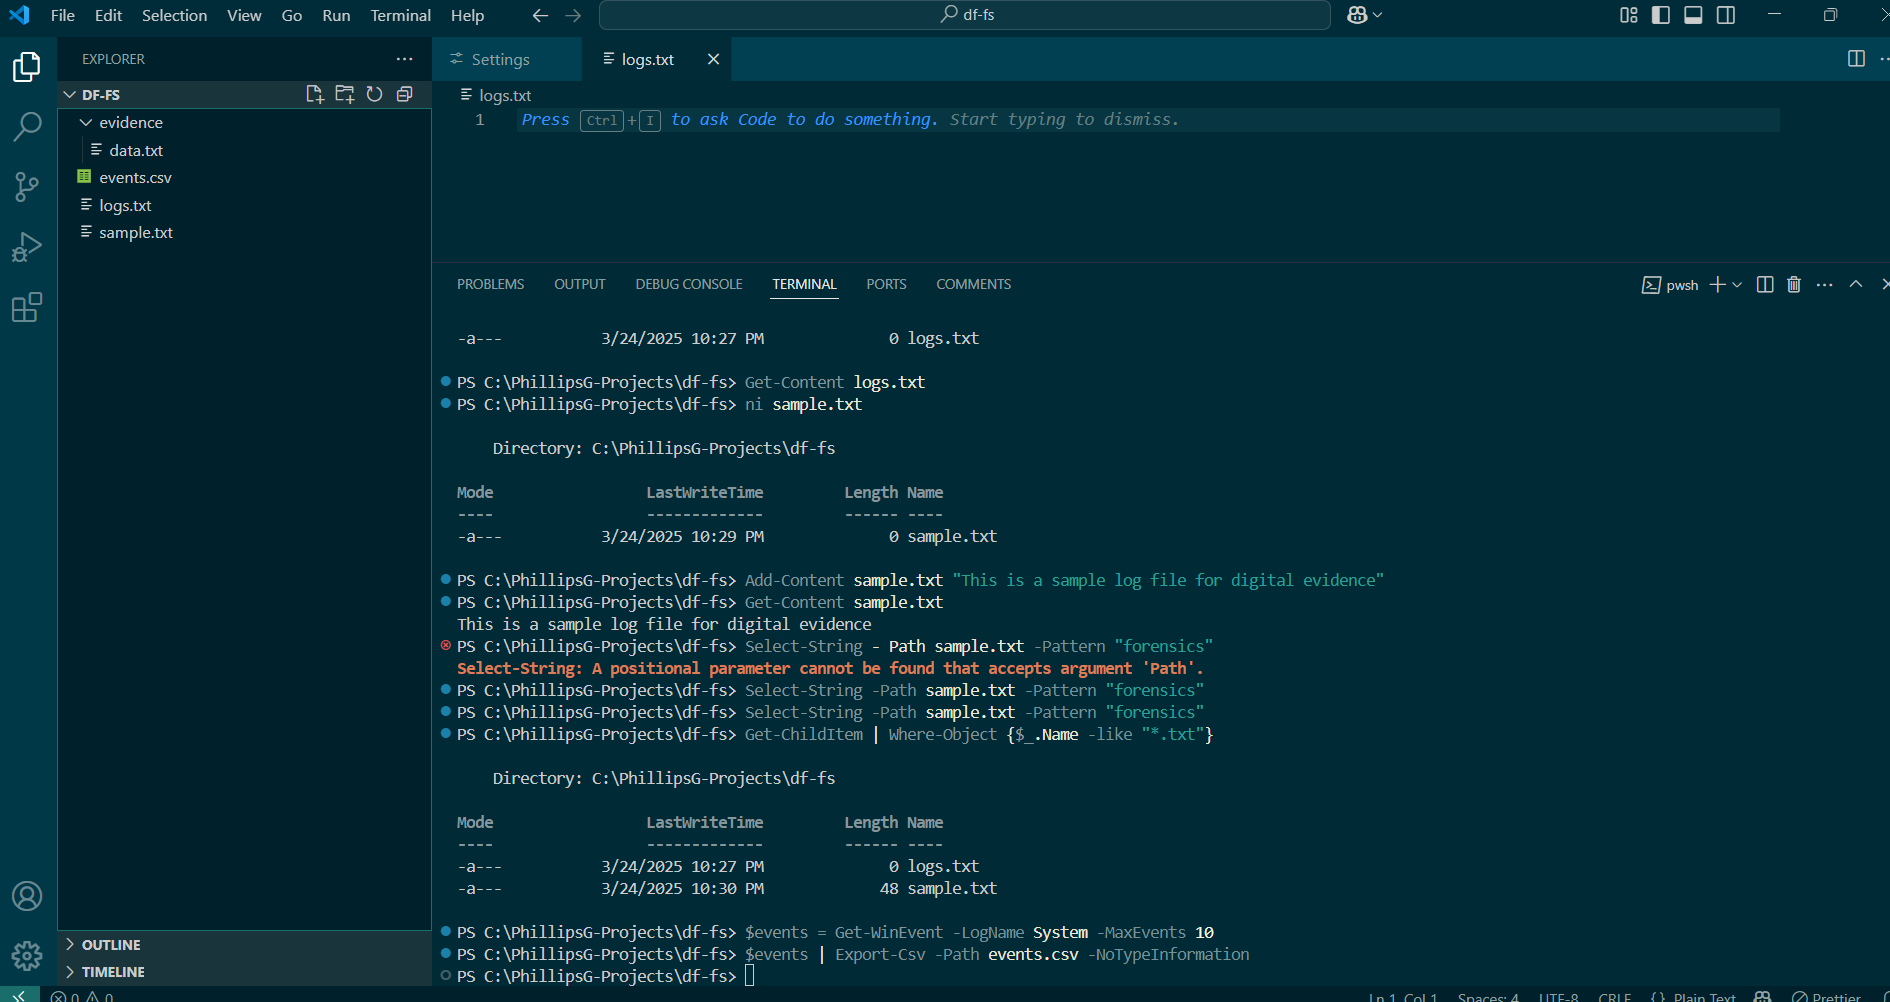 File Edit Selection View Go Run Terminal Help
df-fs
EXPLORER
Settings
logs.txt
DF-FS
logs.txt
evidence
data.txt
events.csv
logs.txt
sample.txt
1 Press Ctrl+I to ask Code to do something. Start typing to dismiss.
PROBLEMS OUTPUT DEBUG CONSOLE TERMINAL PORTS COMMENTS
pwsh
-a--- 3/24/2025 10:27 PM 0 logs.txt
PS C:\PhillipsG-Projects\df-fs> Get-Content logs.txt
PS C:\PhillipsG-Projects\df-fs> ni sample.txt
Directory: C:\PhillipsG-Projects\df-fs
Mode LastWriteTime Length Name
---- ------------- ------ ----
-a--- 3/24/2025 10:29 PM 0 sample.txt
PS C:\PhillipsG-Projects\df-fs> Add-Content sample.txt "This is a sample log file for digital evidence"
PS C:\PhillipsG-Projects\df-fs> Get-Content sample.txt
This is a sample log file for digital evidence
PS C:\PhillipsG-Projects\df-fs> Select-String - Path sample.txt -Pattern "forensics"
Select-String: A positional parameter cannot be found that accepts argument 'Path'.
PS C:\PhillipsG-Projects\df-fs> Select-String -Path sample.txt -Pattern "forensics"
PS C:\PhillipsG-Projects\df-fs> Select-String -Path sample.txt -Pattern "forensics"
PS C:\PhillipsG-Projects\df-fs> Get-ChildItem | Where-Object {$_.Name -like "*.txt"}
Directory: C:\PhillipsG-Projects\df-fs
Mode LastWriteTime Length Name
---- ------------- ------ ----
-a--- 3/24/2025 10:27 PM 0 logs.txt
-a--- 3/24/2025 10:30 PM 48 sample.txt
PS C:\PhillipsG-Projects\df-fs> $events = Get-WinEvent -LogName System -MaxEvents 10
PS C:\PhillipsG-Projects\df-fs> $events | Export-Csv -Path events.csv -NoTypeInformation
PS C:\PhillipsG-Projects\df-fs>
OUTLINE
TIMELINE
0 0
Ln 1, Col 1 Spaces: 4 UTF-8 CRLF {} Plain Text Prettier